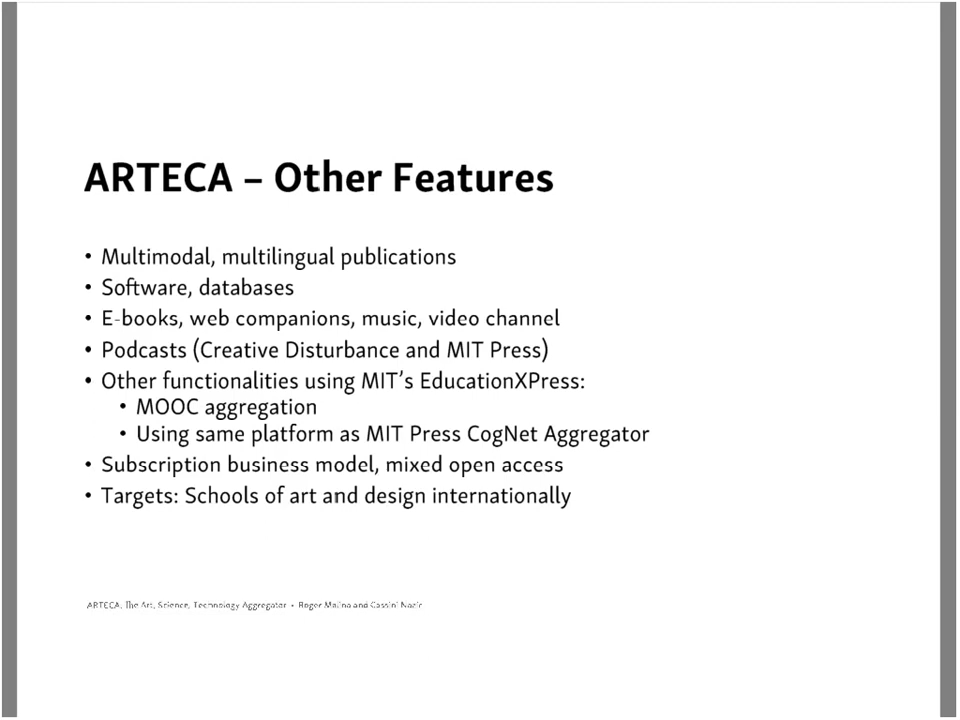 ARTECA – Other Features
• Multimodal, multilingual publications
• Software, databases
• E-books, web companions, music, video channel
• Podcasts (Creative Disturbance and MIT Press)
• Other functionalities using MIT’s EducationXPress:
• MOOC aggregation
• Using same platform as MIT Press CogNet Aggregator
• Subscription business model, mixed open access
• Targets: Schools of art and design internationally
ARTECA, The Art, Science, Technology Aggregator • Roger Malina and Cassini Nazir